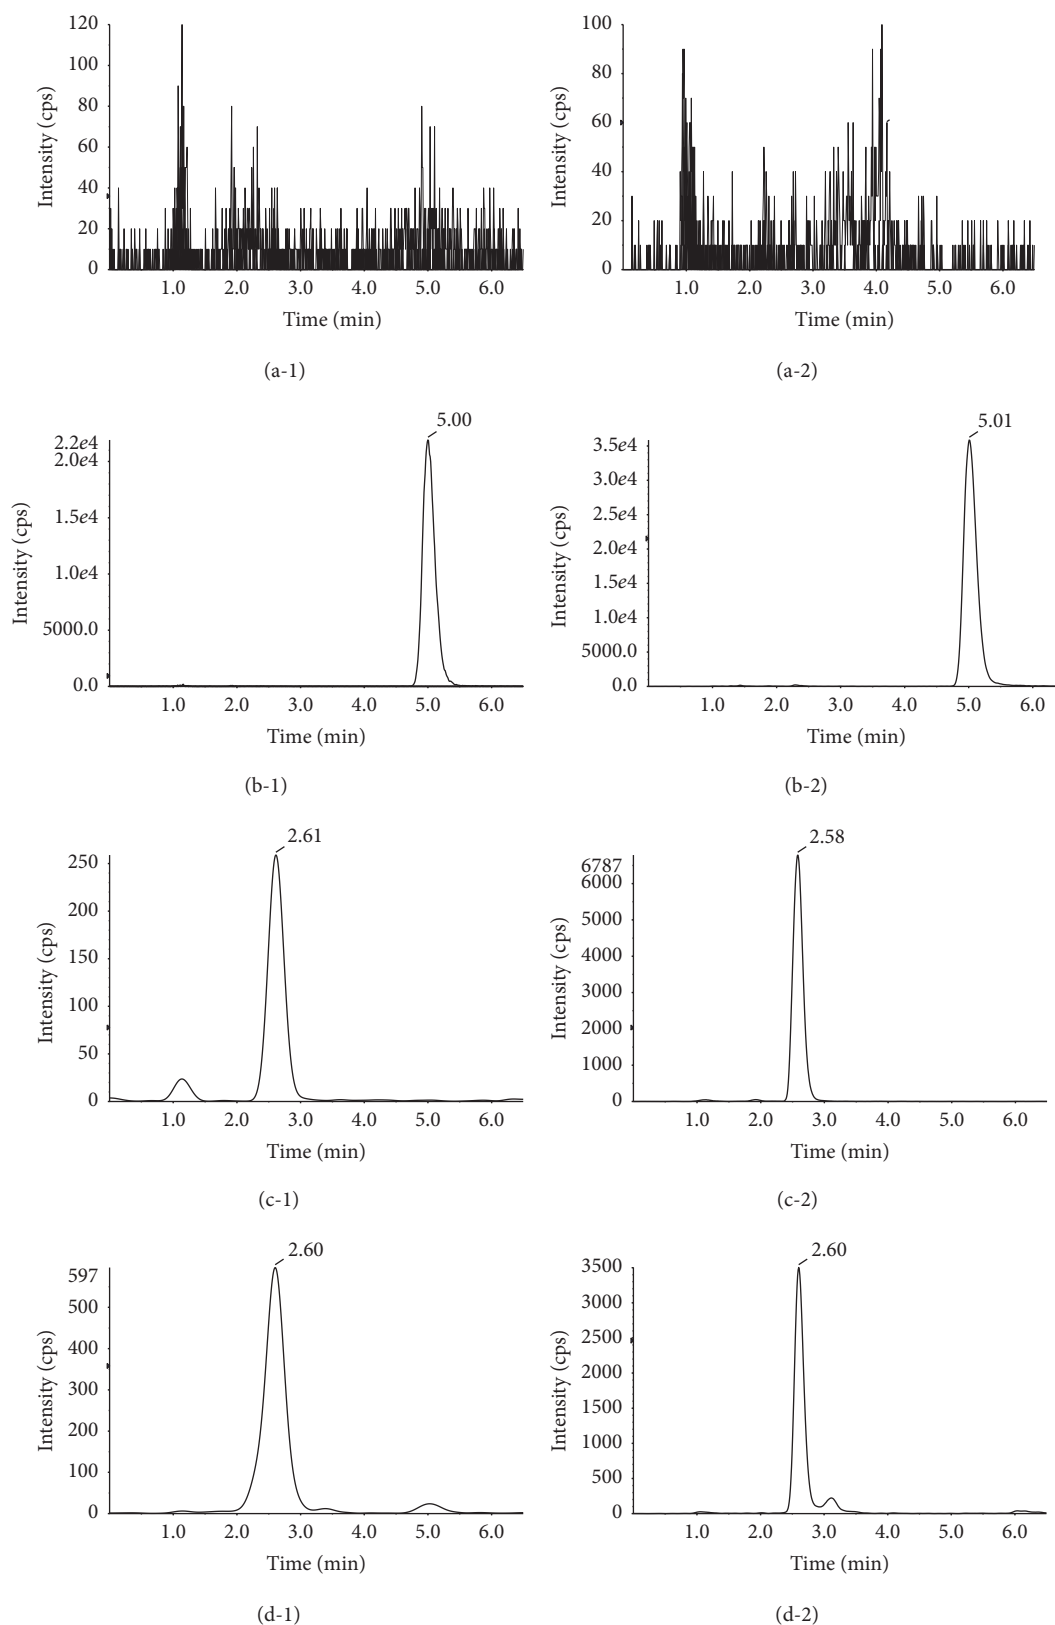 120
100
80
60
40
20
0
Intensity (cps)
1.0 2.0 3.0 4.0 5.0 6.0
Time (min)
(a-1)
100
80
60
40
20
0
Intensity (cps)
1.0 2.0 3.0 4.0 5.0 6.0
Time (min)
(a-2)
5.00
2.2e4
2.0e4
1.5e4
1.0e4
5000.0
0.0
Intensity (cps)
1.0 2.0 3.0 4.0 5.0 6.0
Time (min)
(b-1)
5.01
3.5e4
3.0e4
2.5e4
2.0e4
1.5e4
1.0e4
5000.0
0.0
Intensity (cps)
1.0 2.0 3.0 4.0 5.0 6.0
Time (min)
(b-2)
2.61
250
200
150
100
50
0
Intensity (cps)
1.0 2.0 3.0 4.0 5.0 6.0
Time (min)
(c-1)
2.58
6787
6000
5000
4000
3000
2000
1000
0
Intensity (cps)
1.0 2.0 3.0 4.0 5.0 6.0
Time (min)
(c-2)
2.60
597
500
400
300
200
100
0
Intensity (cps)
1.0 2.0 3.0 4.0 5.0 6.0
Time (min)
(d-1)
2.60
3500
3000
2500
2000
1500
1000
500
0
Intensity (cps)
1.0 2.0 3.0 4.0 5.0 6.0
Time (min)
(d-2)